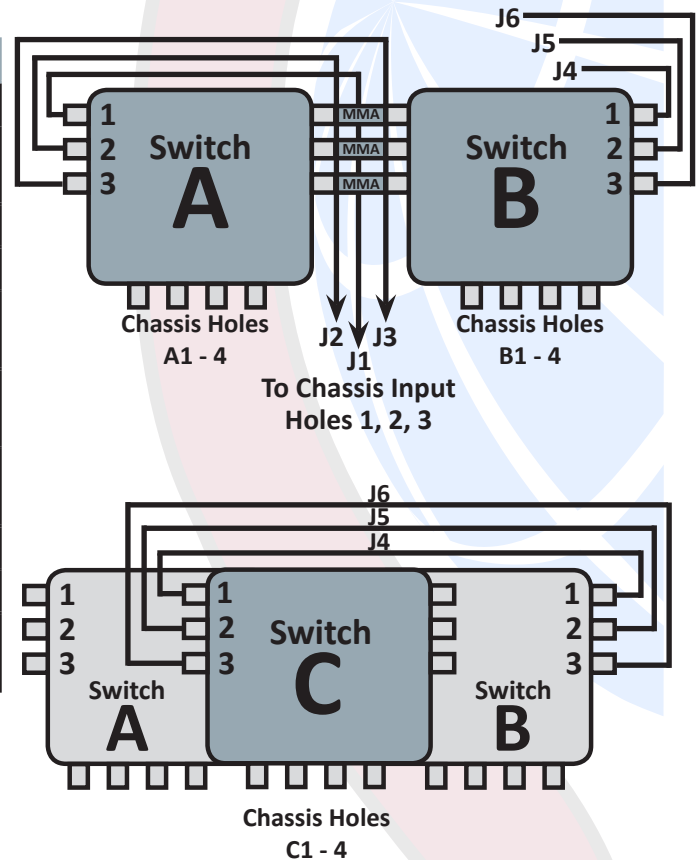 J6
J5
J4
1 MMA 1
2 Switch MMA Switch 2
3 A MMA B 3
Chassis Holes
A1 - 4
J2 J3
J1
Chassis Holes
B1 - 4
To Chassis Input
Holes 1, 2, 3
J6
J5
J4
1 1 1
2 2 Switch 2
3 3 C 3
Switch
A
Switch
B
Chassis Holes
C1 - 4